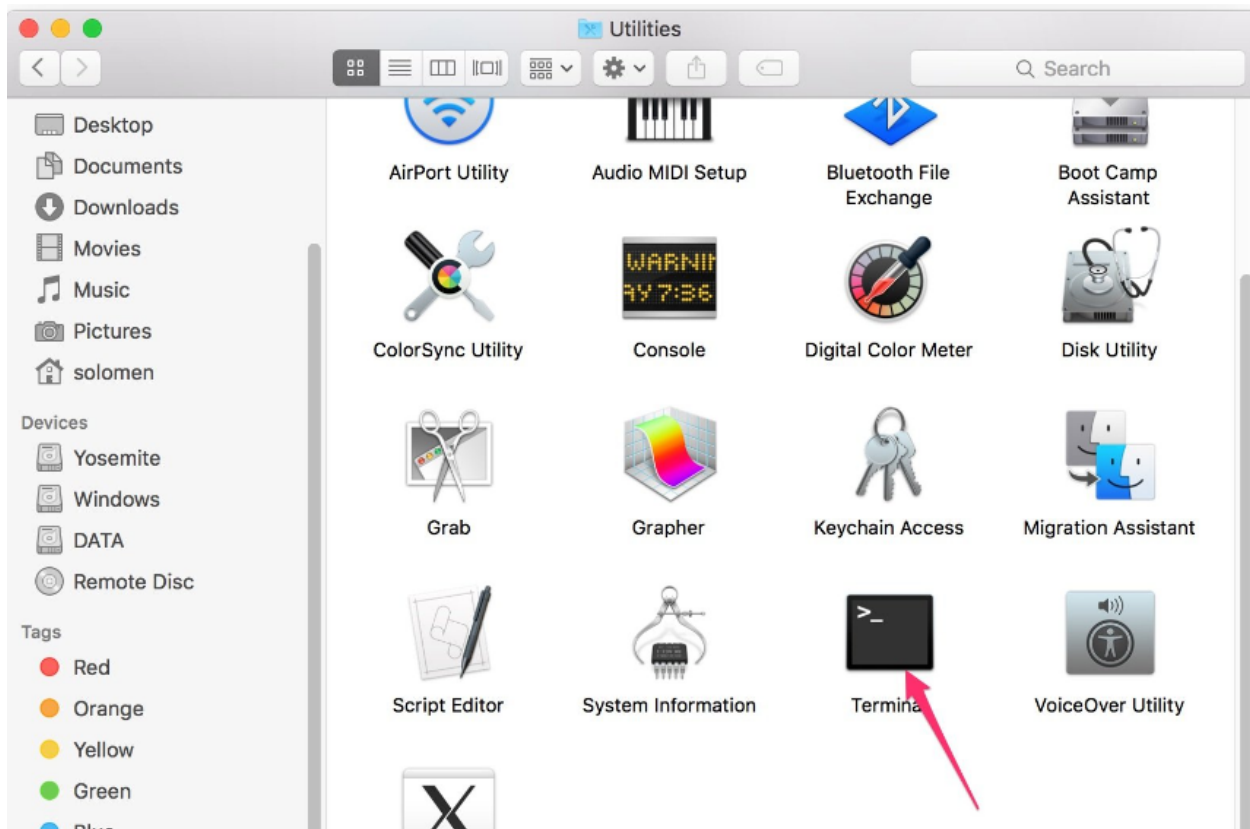 Utilities
Search
Desktop
Documents
Downloads
Movies
Music
Pictures
solomen
Devices
Yosemite
Windows
DATA
Remote Disc
Tags
Red
Orange
Yellow
Green
AirPort Utility
Audio MIDI Setup
Bluetooth File
Exchange
Boot Camp
Assistant
WARNIN
AY 7:36
ColorSync Utility
Console
Digital Color Meter
Disk Utility
Grab
Grapher
Keychain Access
Migration Assistant
>_
Script Editor
System Information
Terminal
VoiceOver Utility
X